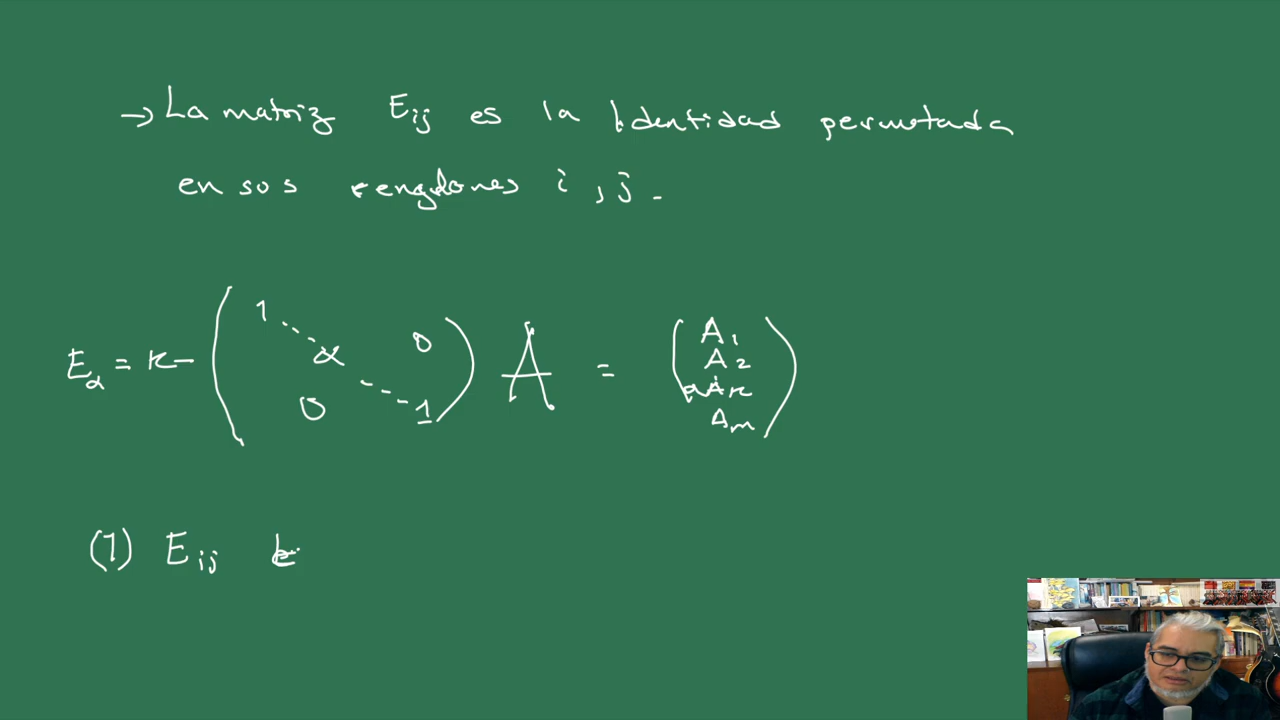 → La matriz Eij es la Identidad permutada
en sus renglones i, j.
Eα = k- ( 1 ⋱ α 0 0 ⋱ 1 ) A = ( A1
A2
αAk
Am )
(1) Eij